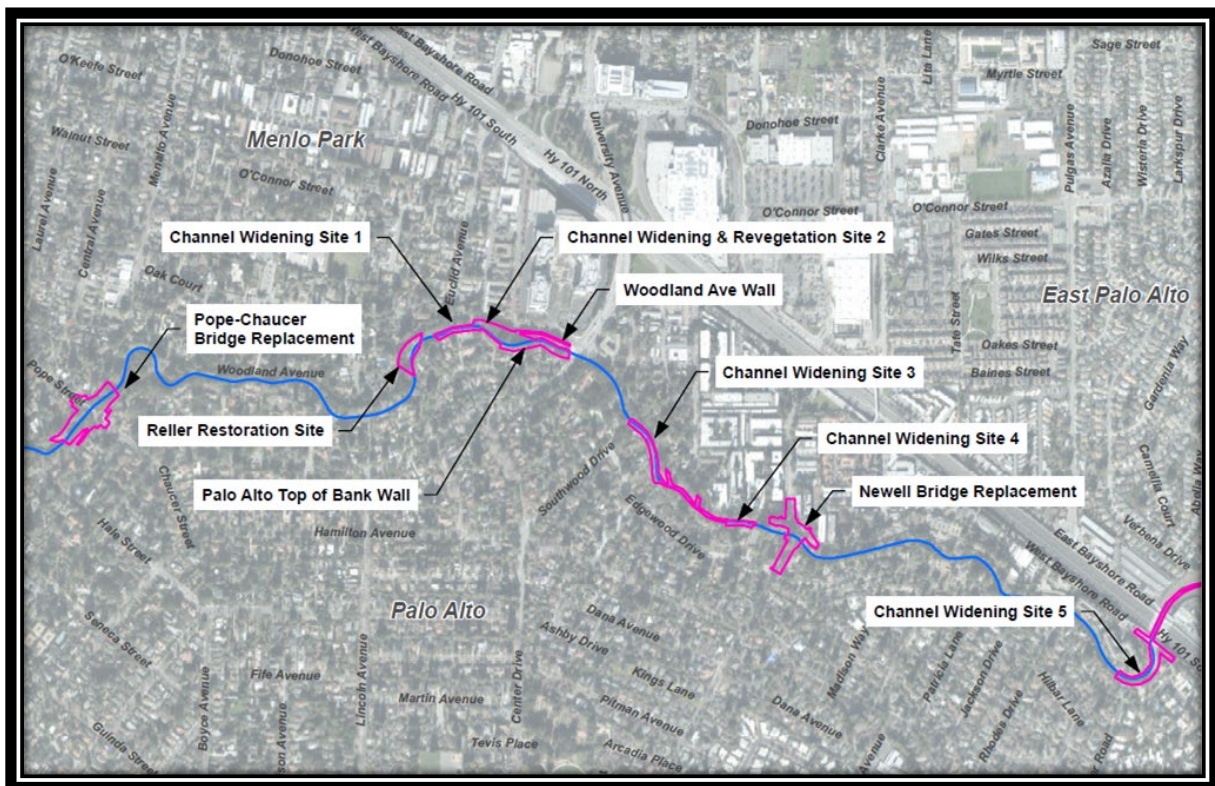 Sage Street
East Bayshore Road
West Bayshore Road
O'Keefe Street
Donohoe Street
Lita Lane
Myrtle Street
Menalto Avenue
Hy 101 South
University Avenue
Clarke Avenue
Pulgas Avenue
Azalia Drive
Wisteria Drive
Larkspur Drive
Walnut Street
Menlo Park
Donohoe Street
Hy 101 North
O'Connor Street
Laurel Avenue
Central Avenue
O'Connor Street
O'Connor Street
Gates Street
Channel Widening Site 1
Channel Widening & Revegetation Site 2
Wilks Street
Oak Court
Euclid Avenue
Woodland Ave Wall
East Palo Alto
Pope-Chaucer
Bridge Replacement
Tate Street
Oakes Street
Pope Street
Woodland Avenue
Channel Widening Site 3
Baines Street
Gardenia Way
Reller Restoration Site
Channel Widening Site 4
Palo Alto Top of Bank Wall
Southwood Drive
Newell Bridge Replacement
Camellia Court
Abelia Way
Chaucer Street
Edgewood Drive
Verbena Drive
Hale Street
Hamilton Avenue
East Bayshore Road
West Bayshore Road
Palo Alto
Channel Widening Site 5
Seneca Street
Dana Avenue
Ashby Drive
Madison Way
Patricia Lane
Jackson Drive
Hy 101 So
Fife Avenue
Lincoln Avenue
Martin Avenue
Center Drive
Kings Lane
Hilbar Lane
Boyce Avenue
Pitman Avenue
Dana Avenue
Rhodes Drive
Guinda Street
son Avenue
Tevis Place
Arcadia Place
Avenue
r Road